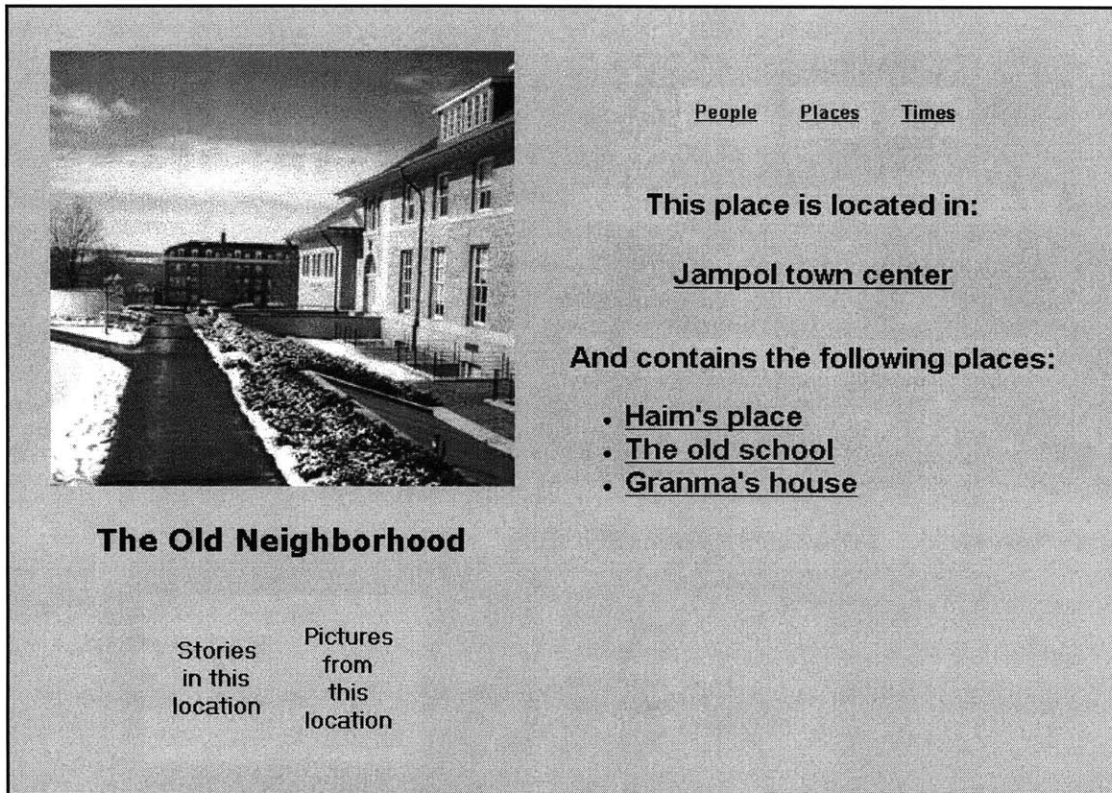 People Places Times
This place is located in:
Jampol town center
And contains the following places:
• Haim's place
• The old school
• Granma's house
The Old Neighborhood
Stories
in this
location
Pictures
from
this
location